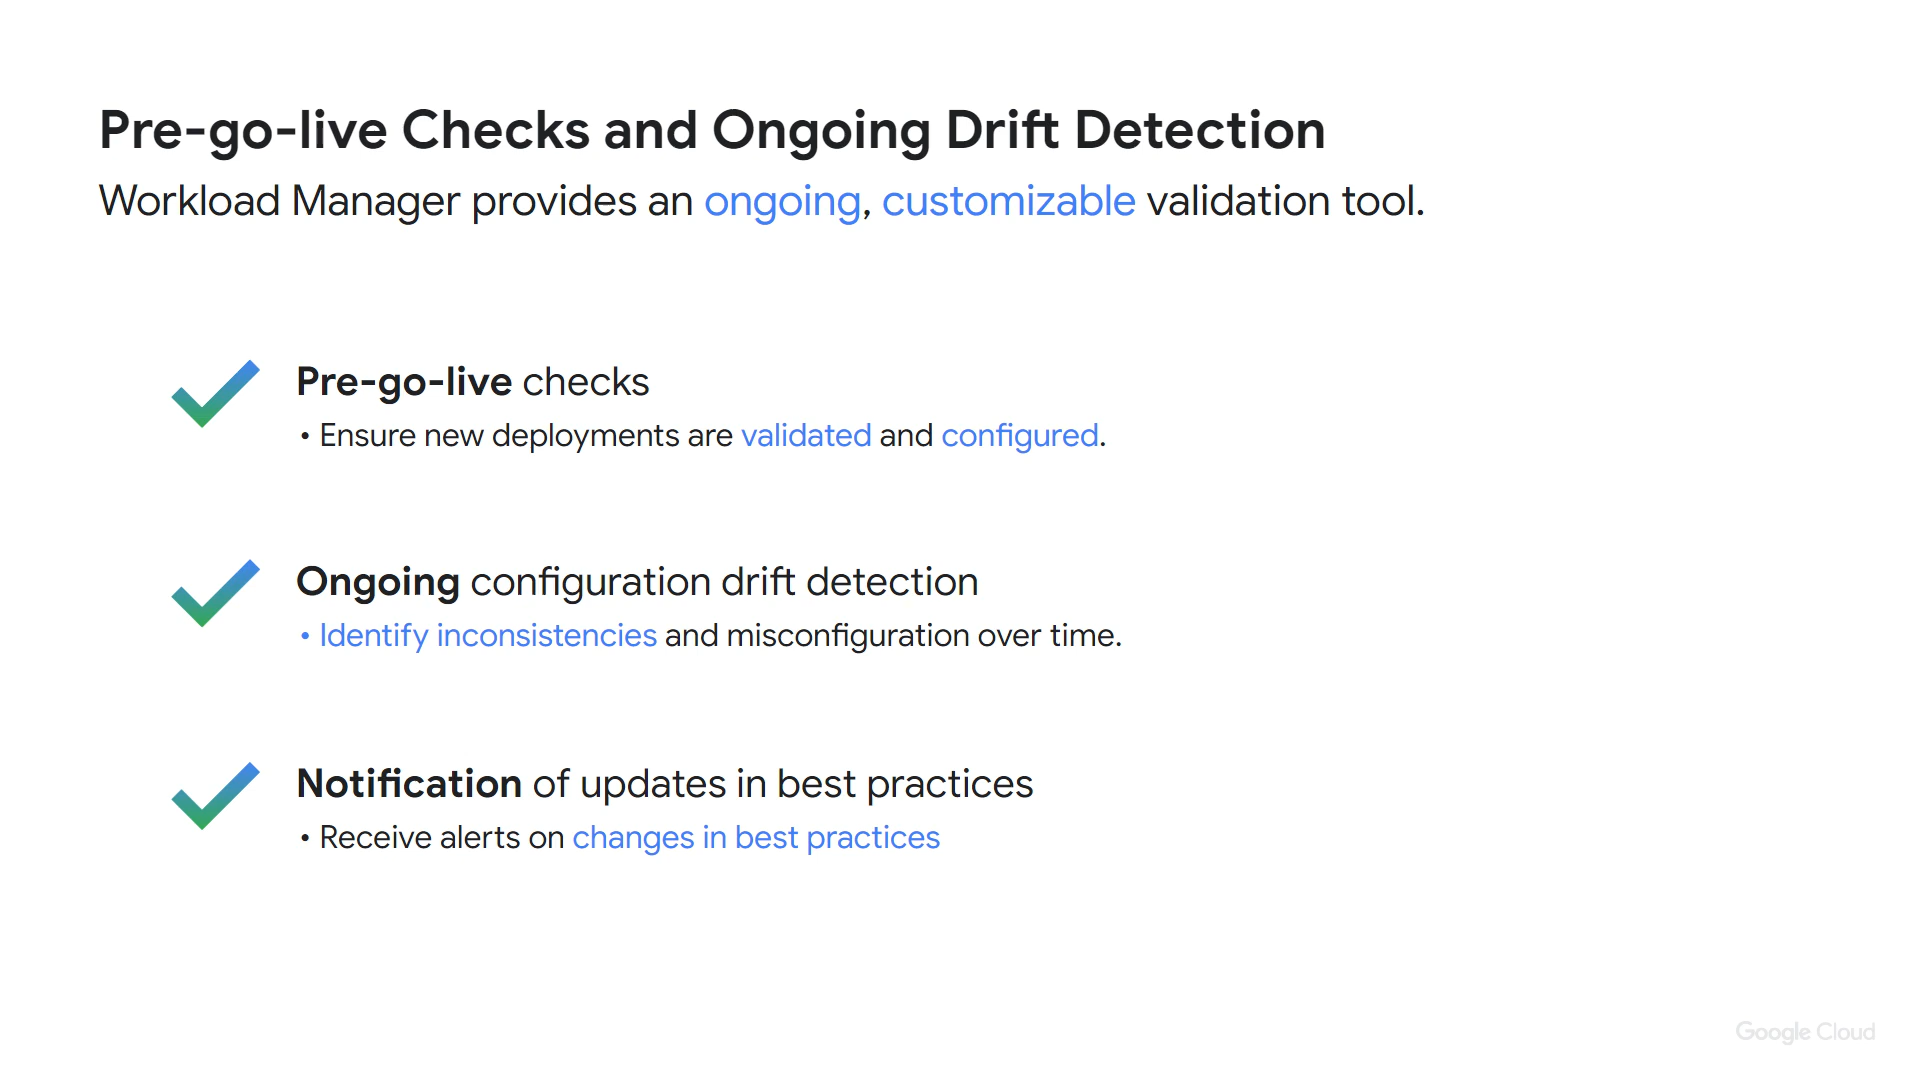 Pre-go-live Checks and Ongoing Drift Detection
Workload Manager provides an ongoing, customizable validation tool.
Pre-go-live checks
• Ensure new deployments are validated and configured.
Ongoing configuration drift detection
• Identify inconsistencies and misconfiguration over time.
Notification of updates in best practices
• Receive alerts on changes in best practices
Google Cloud